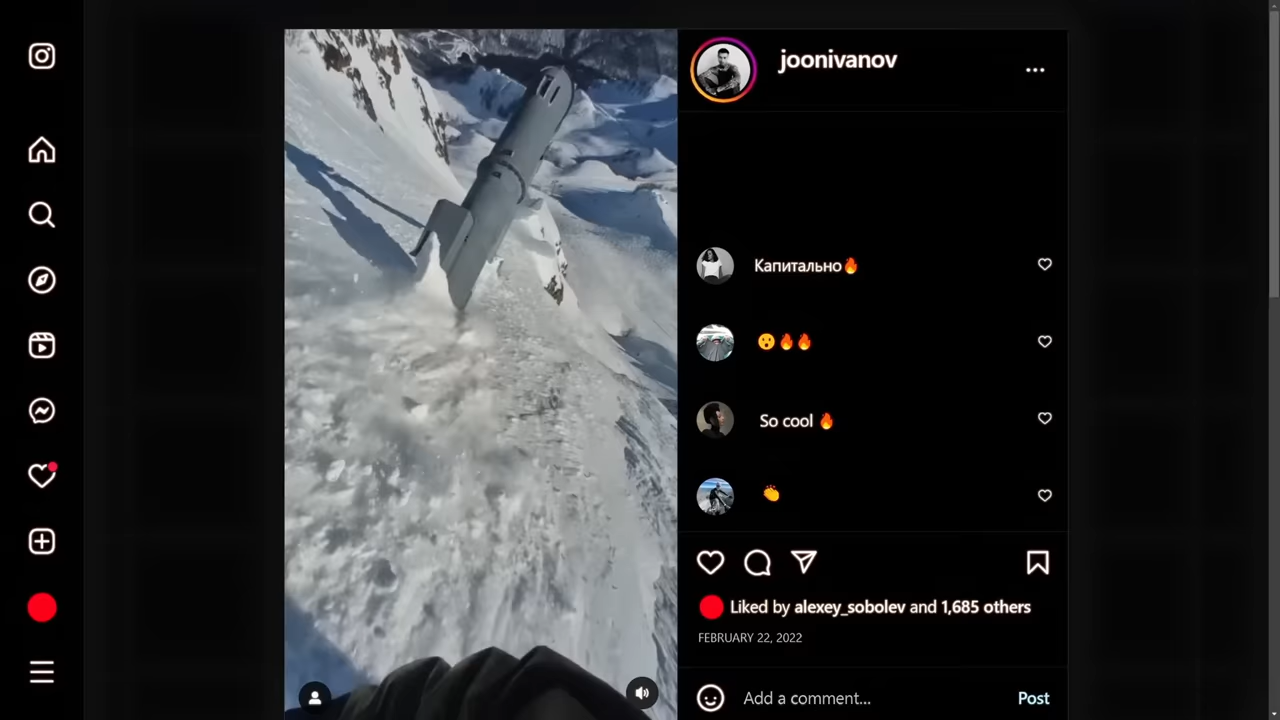 joonivanov
Капитально🔥
😮🔥🔥
So cool 🔥
👏
Liked by alexey_sobolev and 1,685 others
FEBRUARY 22, 2022
Add a comment... Post